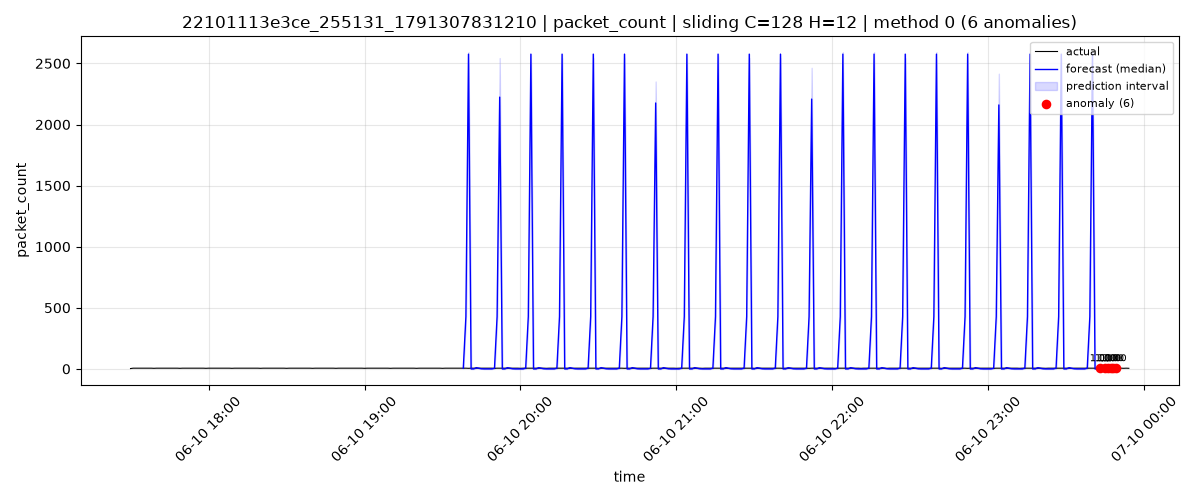 22101113e3ce_255131_1791307831210 | packet_count | sliding C=128 H=12 | method 0 (6 anomalies)
packet_count
2500
2000
1500
1000
500
0
actual
forecast (median)
prediction interval
anomaly (6)
06-10 18:00
06-10 19:00
06-10 20:00
06-10 21:00
06-10 22:00
06-10 23:00
07-10 00:00
time